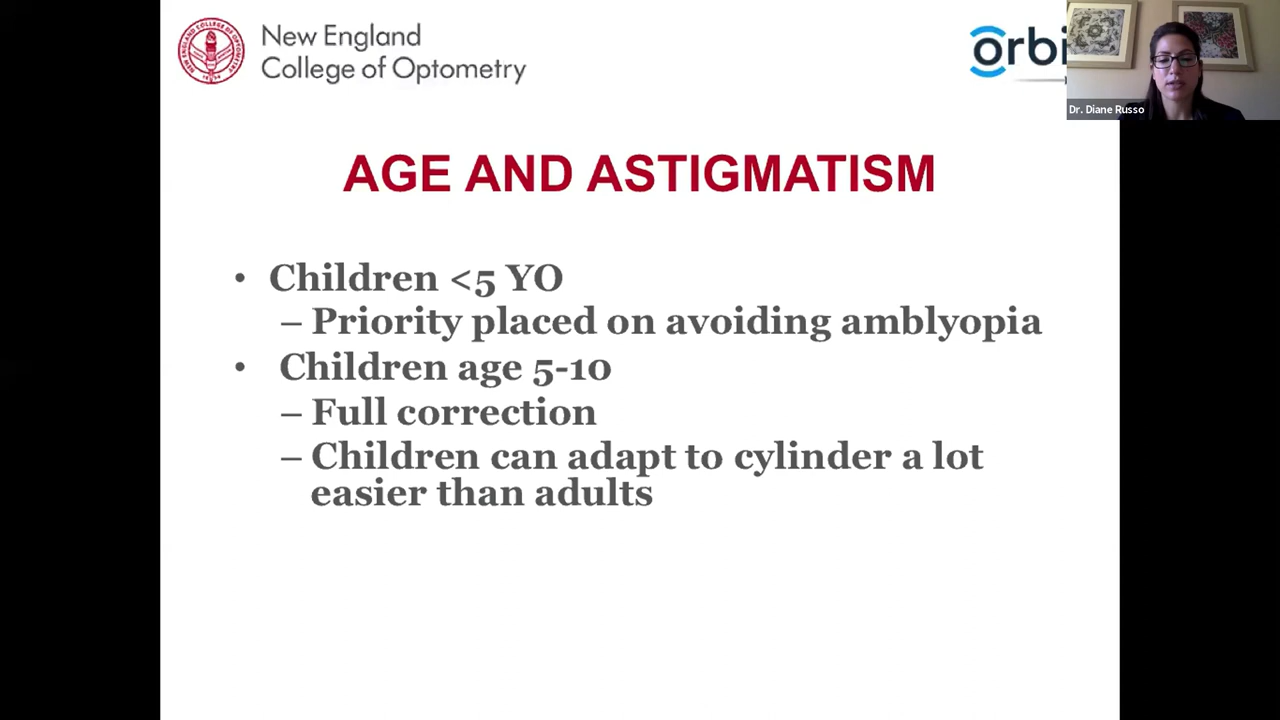 New England
College of Optometry
orbi
Dr. Diane Russo
AGE AND ASTIGMATISM
• Children <5 YO
– Priority placed on avoiding amblyopia
• Children age 5-10
– Full correction
– Children can adapt to cylinder a lot
easier than adults